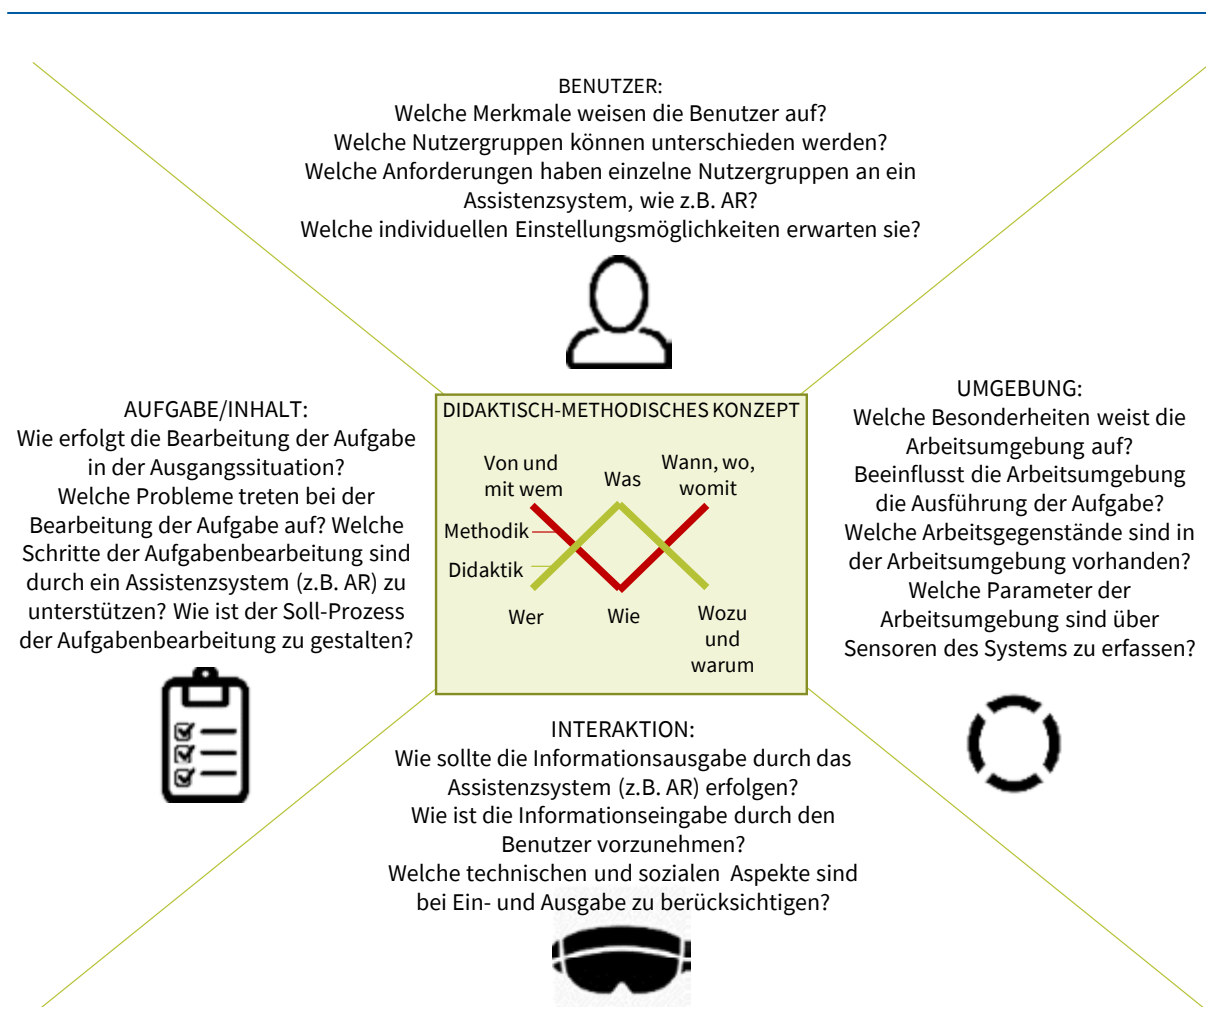 BENUTZER:
Welche Merkmale weisen die Benutzer auf?
Welche Nutzergruppen können unterschieden werden?
Welche Anforderungen haben einzelne Nutzergruppen an ein
Assistenzsystem, wie z.B. AR?
Welche individuellen Einstellungsmöglichkeiten erwarten sie?
AUFGABE/INHALT:
Wie erfolgt die Bearbeitung der Aufgabe
in der Ausgangssituation?
Welche Probleme treten bei der
Bearbeitung der Aufgabe auf? Welche
Schritte der Aufgabenbearbeitung sind
durch ein Assistenzsystem (z.B. AR) zu
unterstützen? Wie ist der Soll-Prozess
der Aufgabenbearbeitung zu gestalten?
DIDAKTISCH-METHODISCHES KONZEPT
Von und
mit wem
Was
Wann, wo,
womit
Methodik
Didaktik
Wer
Wie
Wozu
und
warum
UMGEBUNG:
Welche Besonderheiten weist die
Arbeitsumgebung auf?
Beeinflusst die Arbeitsumgebung
die Ausführung der Aufgabe?
Welche Arbeitsgegenstände sind in
der Arbeitsumgebung vorhanden?
Welche Parameter der
Arbeitsumgebung sind über
Sensoren des Systems zu erfassen?
INTERAKTION:
Wie sollte die Informationsausgabe durch das
Assistenzsystem (z.B. AR) erfolgen?
Wie ist die Informationseingabe durch den
Benutzer vorzunehmen?
Welche technischen und sozialen Aspekte sind
bei Ein- und Ausgabe zu berücksichtigen?